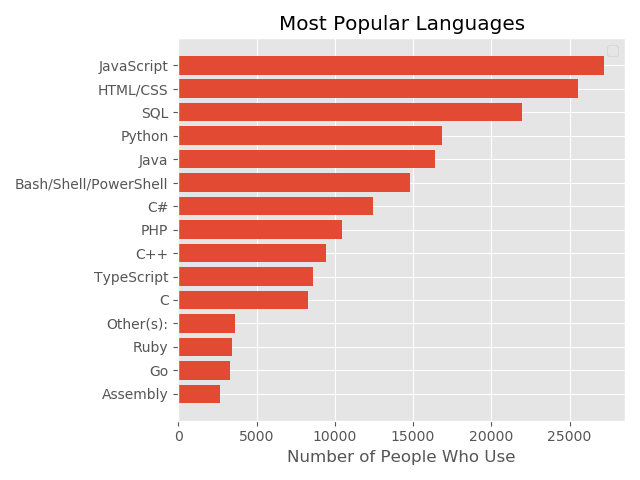 Most Popular Languages
JavaScript
HTML/CSS
SQL
Python
Java
Bash/Shell/PowerShell
C#
PHP
C++
TypeScript
C
Other(s):
Ruby
Go
Assembly
0 5000 10000 15000 20000 25000
Number of People Who Use